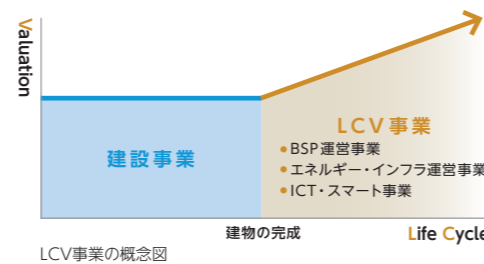 Valuation
LCV事業
建設事業
●BSP運営事業
●エネルギー・インフラ運営事業
●ICT・スマート事業
建物の完成
Life Cycle
LCV事業の概念図